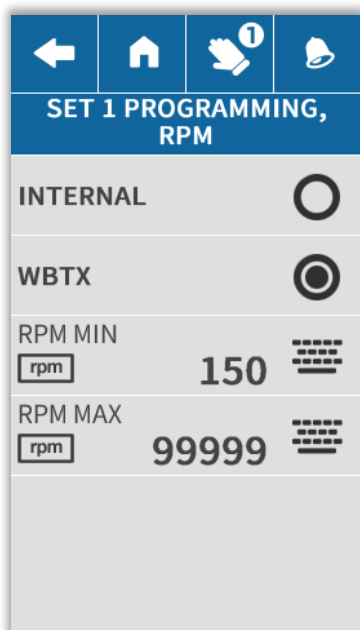 1
SET 1 PROGRAMMING,
RPM
INTERNAL
WBTX
RPM MIN
rpm
150
RPM MAX
rpm
99999